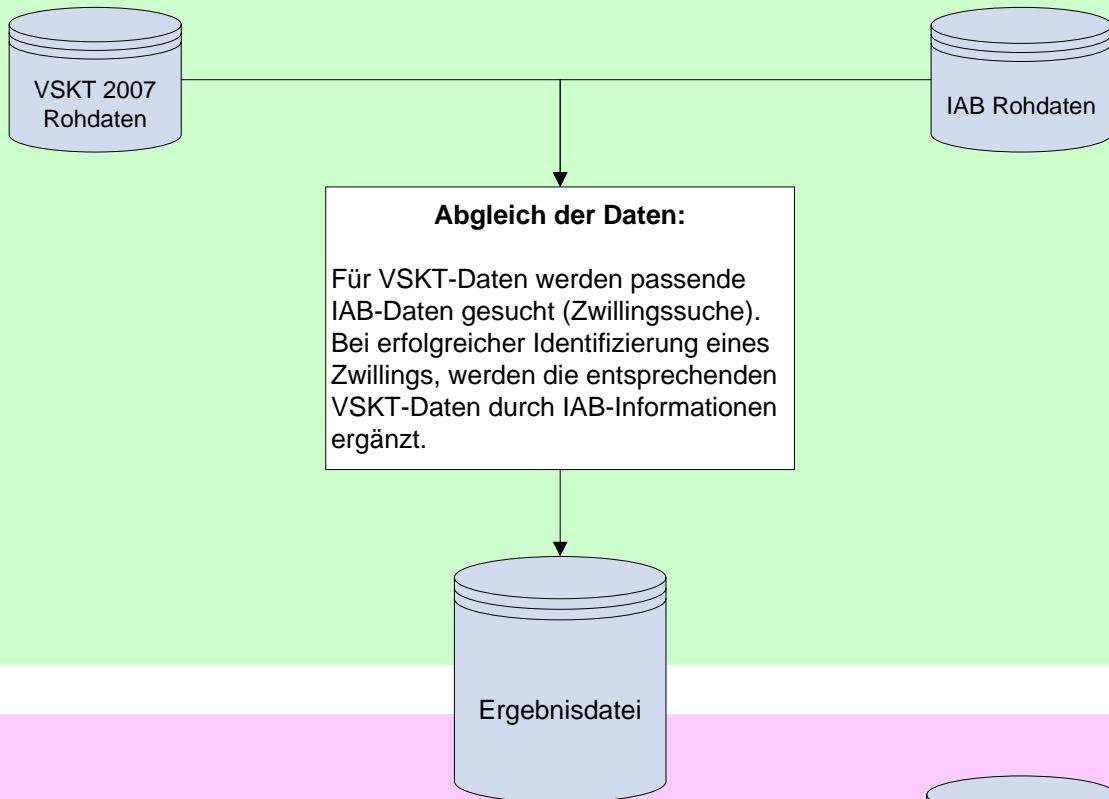 VSKT 2007
Rohdaten
IAB Rohdaten
Abgleich der Daten:
Für VSKT-Daten werden passende
IAB-Daten gesucht (Zwillingssuche).
Bei erfolgreicher Identifizierung eines
Zwillings, werden die entsprechenden
VSKT-Daten durch IAB-Informationen
ergänzt.
Ergebnisdatei